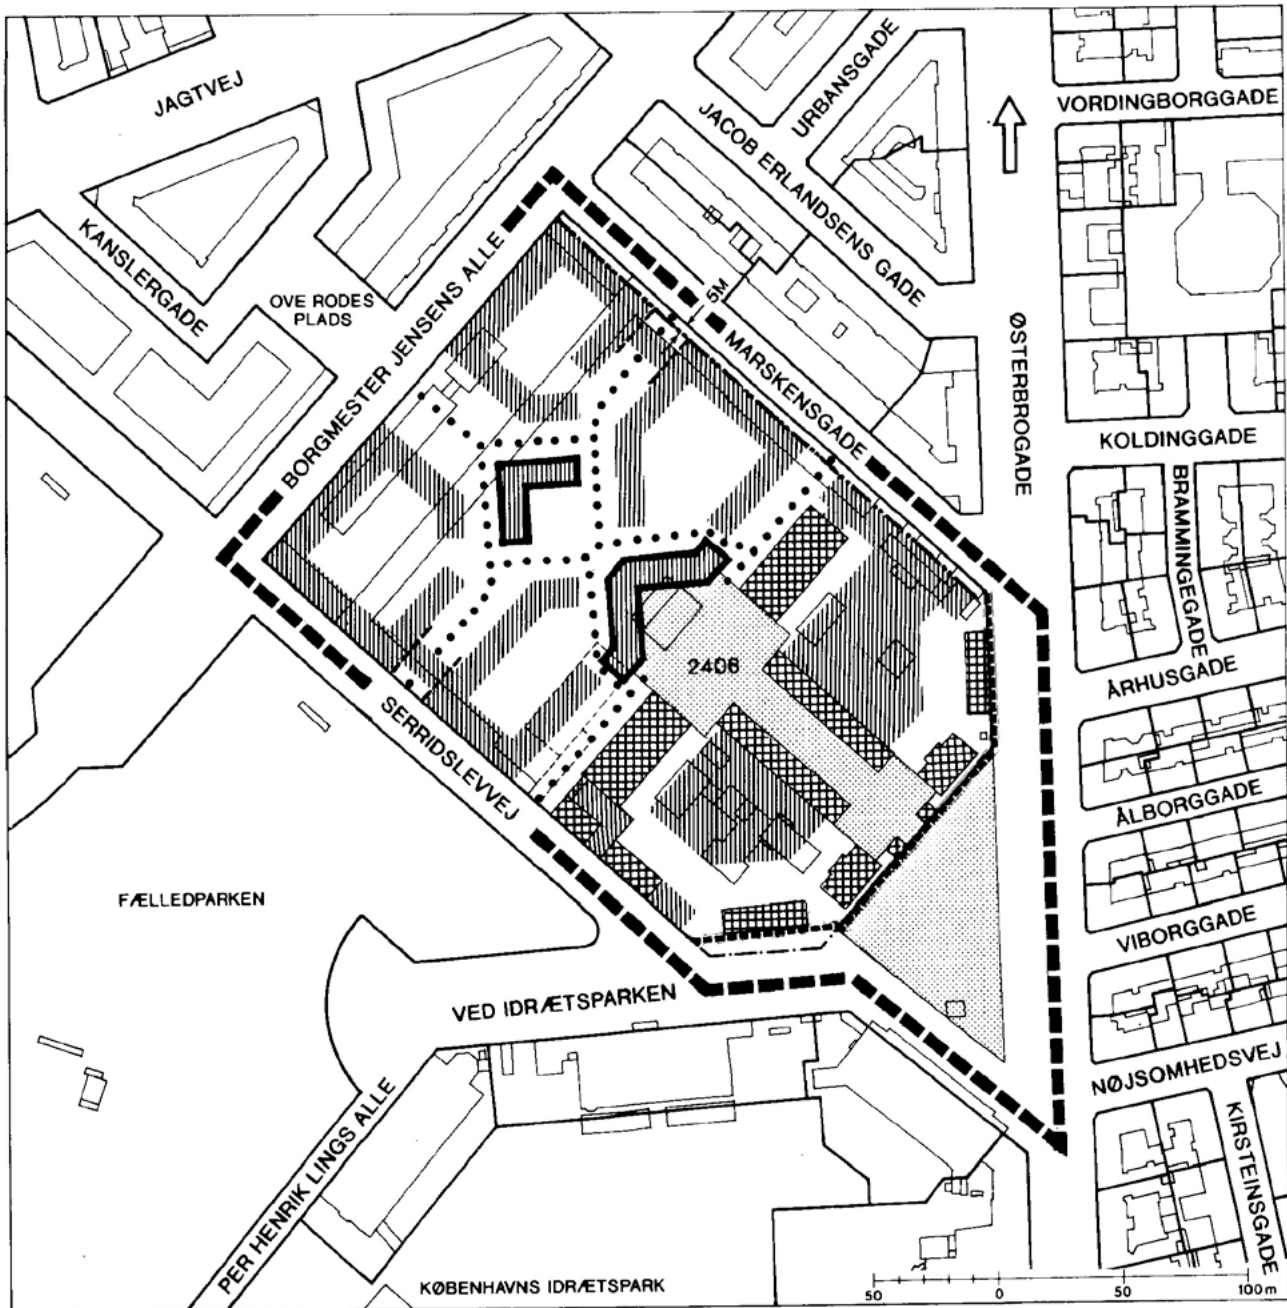 JAGTVEJ
URBANSGADE
VORDINGBORGGADE
JACOB ERLANDSENS GADE
KANSLERGADE
OVE RODES
PLADS
BORGMESTER JENSENS ALLE
5M
MARSKENSGADE
ØSTERBROGADE
KOLDINGGADE
BRAMMINGEGADE
2406
ÅRHUSGADE
SERRIDSLEVVEJ
ÅLBORGGADE
FÆLLEDPARKEN
VIBORGGADE
VED IDRÆTSPARKEN
NØJSOMHEDSVEJ
KIRSTEINSGADE
PER HENRIK LINGS ALLE
KØBENHAVNS IDRÆTSPARK
50 0 50 100 m